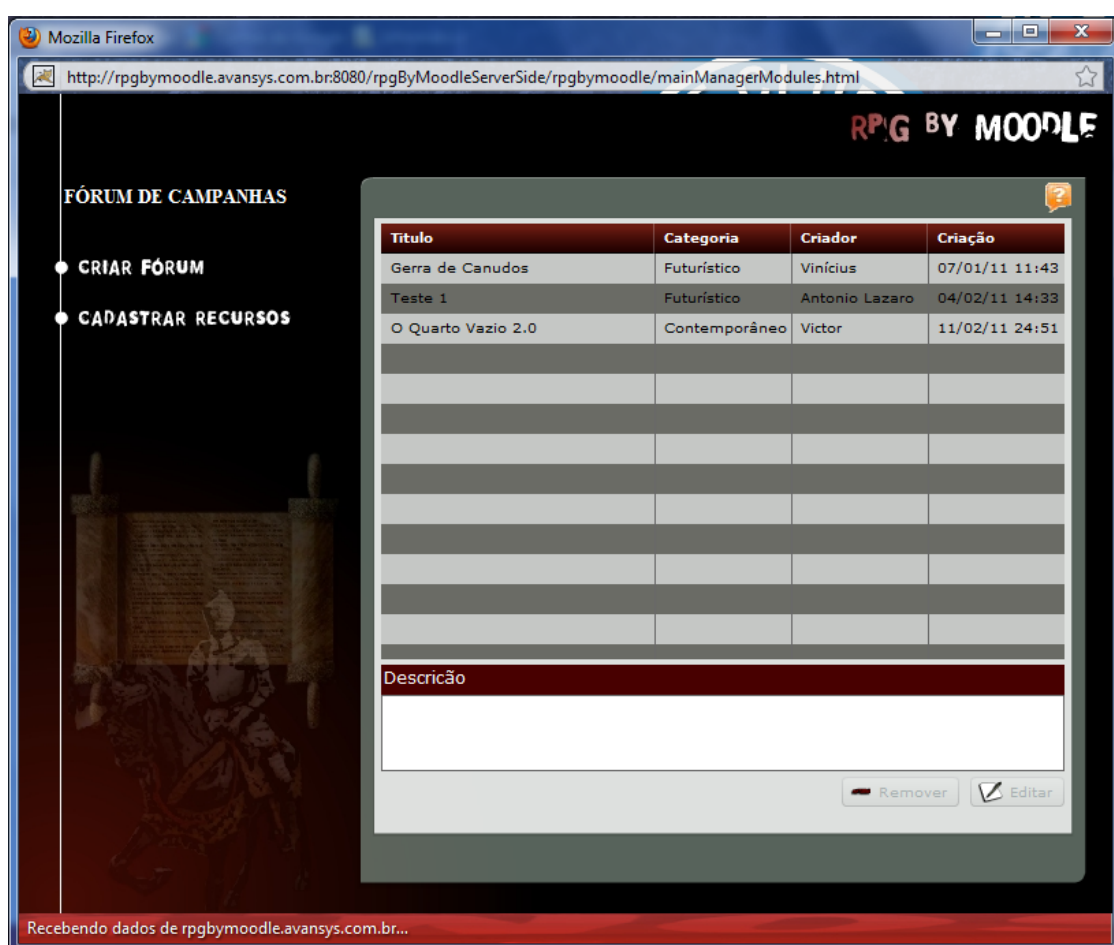 Mozilla Firefox
http://rpgbymoodle.avansys.com.br:8080/rpgByMoodleServerSide/rpgbymoodle/mainManagerModules.html
RPG BY MOODLE
FÓRUM DE CAMPANHAS
CRIAR FÓRUM
CADASTRAR RECURSOS
Titulo Categoria Criador Criação
Gerra de Canudos Futurístico Vinícius 07/01/11 11:43
Teste 1 Futurístico Antonio Lazaro 04/02/11 14:33
O Quarto Vazio 2.0 Contemporâneo Victor 11/02/11 24:51
Descricão
Remover Editar
Recebendo dados de rpgbymoodle.avansys.com.br...